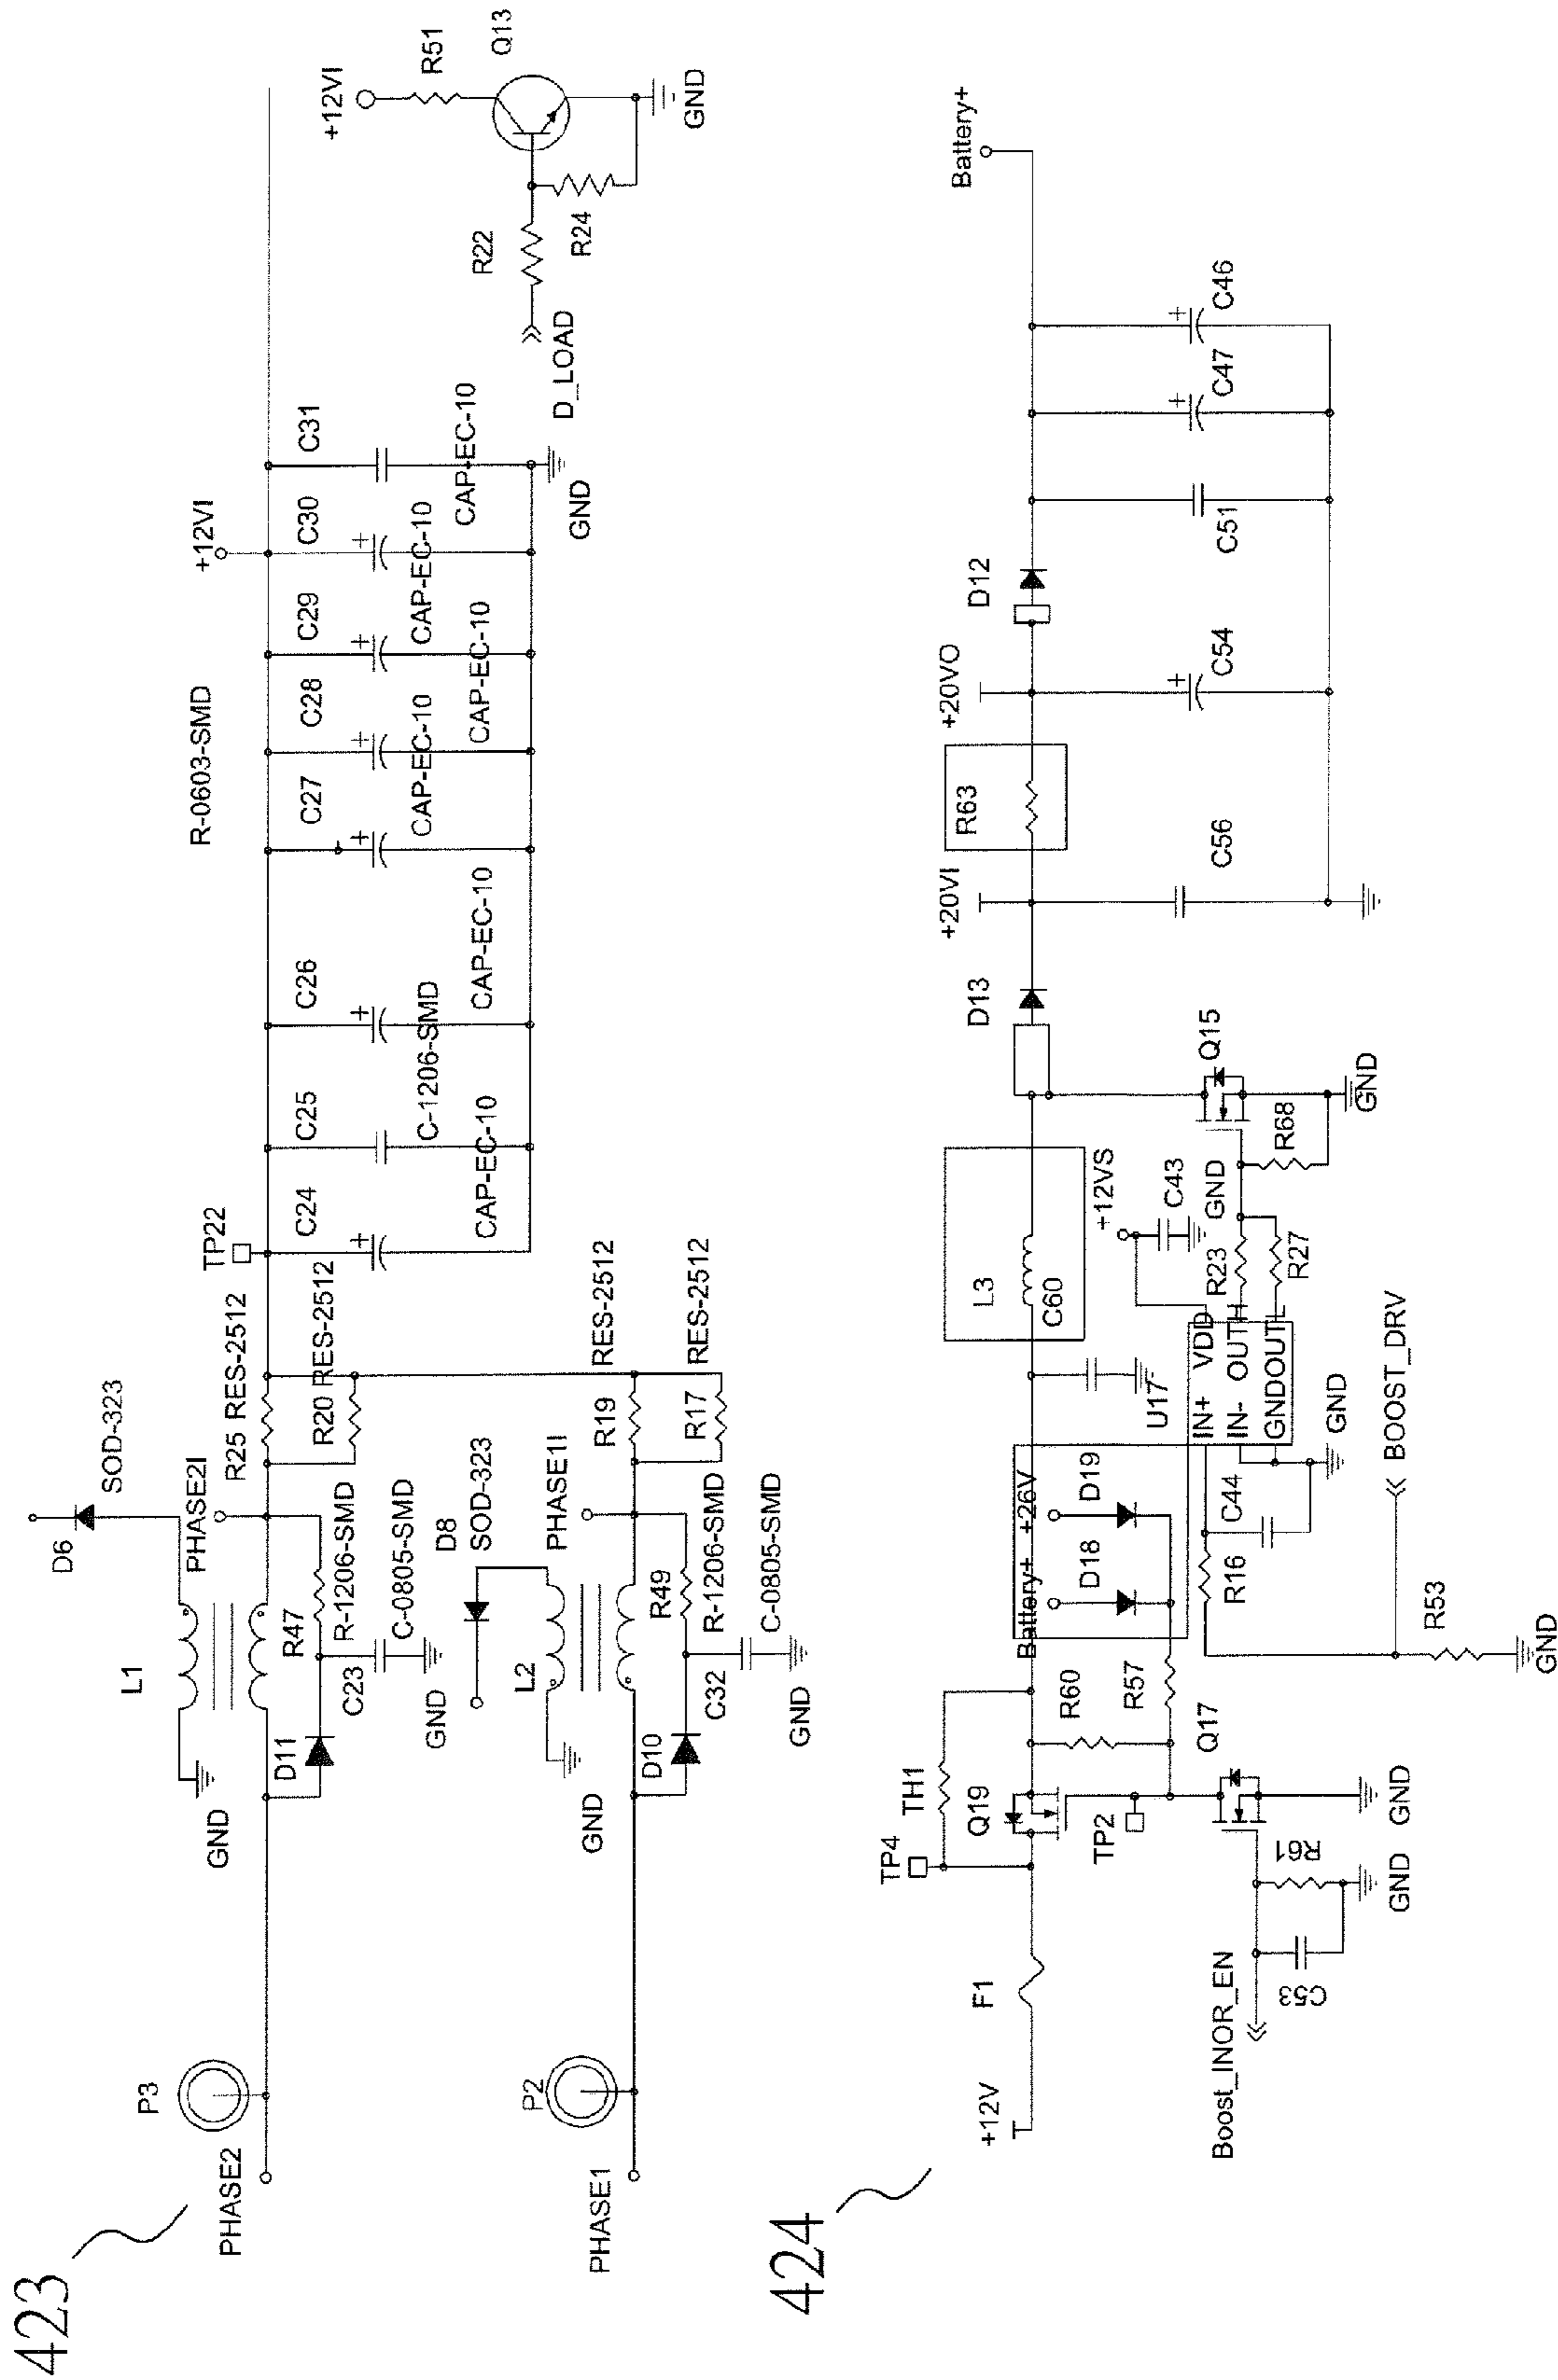 423
PHASE2
P3
GND
L1
D11
D6
SOD-323
PHASE2I
R47
R-1206-SMD
C23
C-0805-SMD
GND
R25 RES-2512
R20 RES-2512
TP22
C24
CAP-EC-10
C25
C-1206-SMD
C26
CAP-EC-10
R-0603-SMD
C27
CAP-EC-10
C28
CAP-EC-10
C29
CAP-EC-10
+12VI
C30
CAP-EC-10
C31
GND
D_LOAD
R22
R24
+12VI
R51
Q13
GND
PHASE1
P2
GND
L2
D10
D8
SOD-323
PHASE1I
R49
R-1206-SMD
C32
C-0805-SMD
GND
R19
RES-2512
R17
RES-2512
424
+12V
F1
TP4
TH1
Q19
TP2
R60
R57
Q17
Boost_INOR_EN
C53
R61
GND
GND
Battery+ +26V
D18
D19
R16
C44
R53
GND
BOOST_DRV
GND
U17
IN+ VDD
IN- OUTH
GNDOUTL
+12VS
C43
L3
C60
R23
R27
GND
R68
Q15
GND
D13
+20VI
C56
R63
+20VO
C54
D12
C51
C47
C46
Battery+